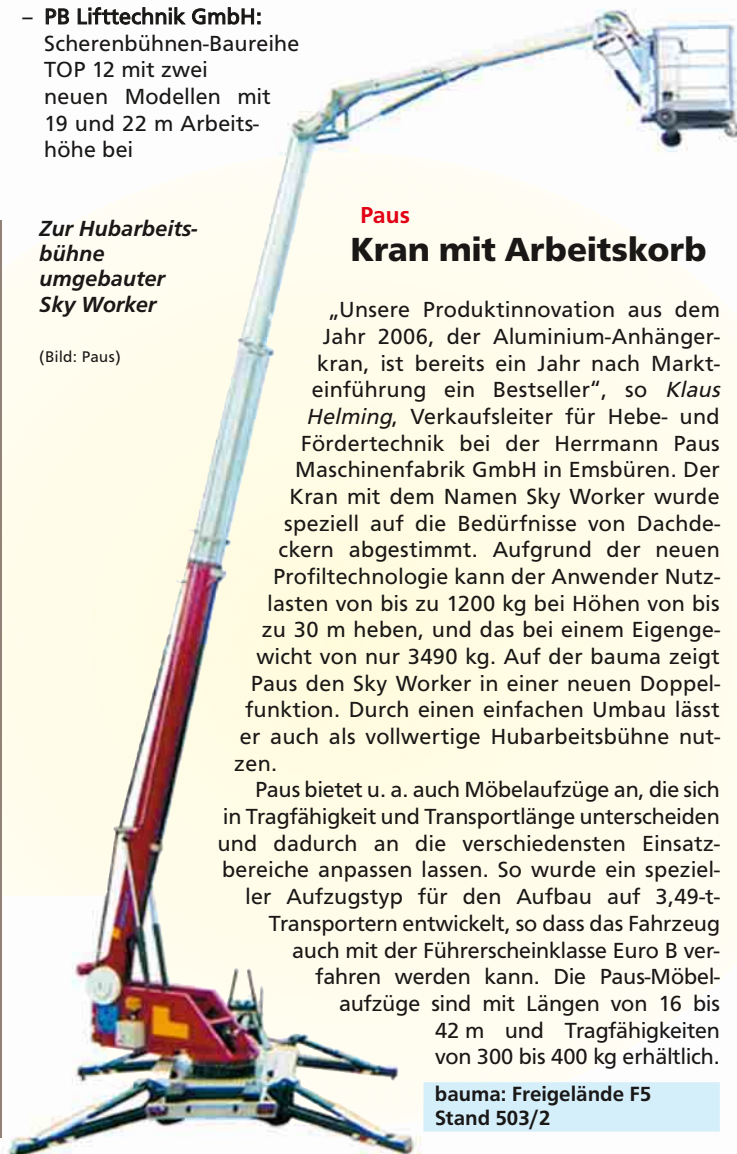 – PB Lifttechnik GmbH:
Scherenbühnen-Baureihe
TOP 12 mit zwei
neuen Modellen mit
19 und 22 m Arbeits-
höhe bei
Zur Hubarbeits-
bühne
umgebauter
Sky Worker
(Bild: Paus)
Paus
Kran mit Arbeitskorb
„Unsere Produktinnovation aus dem
Jahr 2006, der Aluminium-Anhänger-
kran, ist bereits ein Jahr nach Markt-
einführung ein Bestseller“, so Klaus
Helming, Verkaufsleiter für Hebe- und
Fördertechnik bei der Herrmann Paus
Maschinenfabrik GmbH in Emsbüren. Der
Kran mit dem Namen Sky Worker wurde
speziell auf die Bedürfnisse von Dachde-
ckern abgestimmt. Aufgrund der neuen
Profiltechnologie kann der Anwender Nutz-
lasten von bis zu 1200 kg bei Höhen von bis
zu 30 m heben, und das bei einem Eigenge-
wicht von nur 3490 kg. Auf der bauma zeigt
Paus den Sky Worker in einer neuen Doppel-
funktion. Durch einen einfachen Umbau lässt
er auch als vollwertige Hubarbeitsbühne nut-
zen.
Paus bietet u. a. auch Möbelaufzüge an, die sich
in Tragfähigkeit und Transportlänge unterscheiden
und dadurch an die verschiedensten Einsatz-
bereiche anpassen lassen. So wurde ein speziel-
ler Aufzugstyp für den Aufbau auf 3,49-t-
Transportern entwickelt, so dass das Fahrzeug
auch mit der Führerscheinklasse Euro B ver-
fahren werden kann. Die Paus-Möbel-
aufzüge sind mit Längen von 16 bis
42 m und Tragfähigkeiten
von 300 bis 400 kg erhältlich.
bauma: Freigelände F5
Stand 503/2